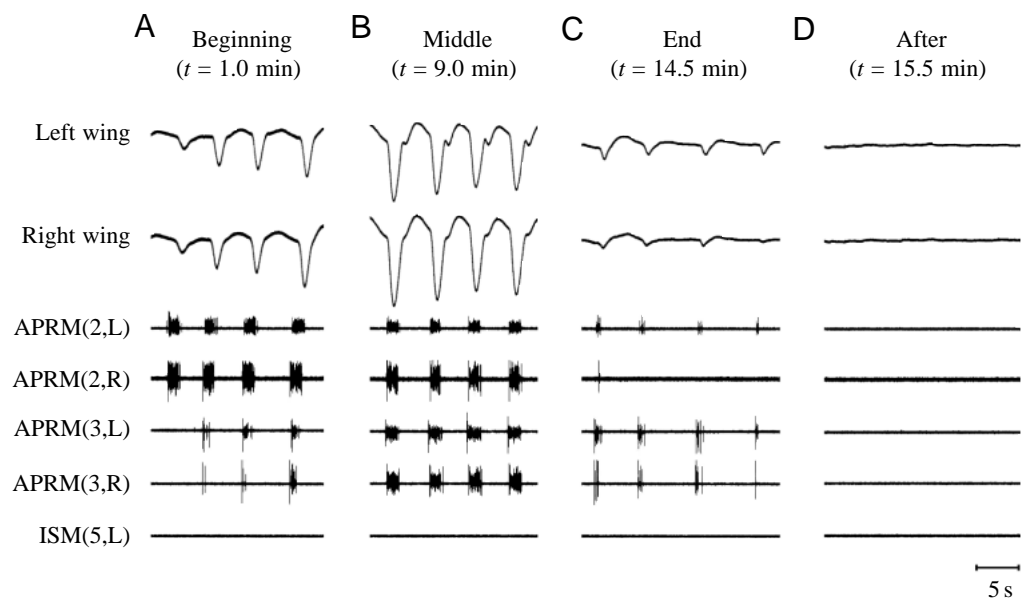 A
Beginning
(t = 1.0 min)
B
Middle
(t = 9.0 min)
C
End
(t = 14.5 min)
D
After
(t = 15.5 min)
Left wing
Right wing
APRM(2,L)
APRM(2,R)
APRM(3,L)
APRM(3,R)
ISM(5,L)
5 s